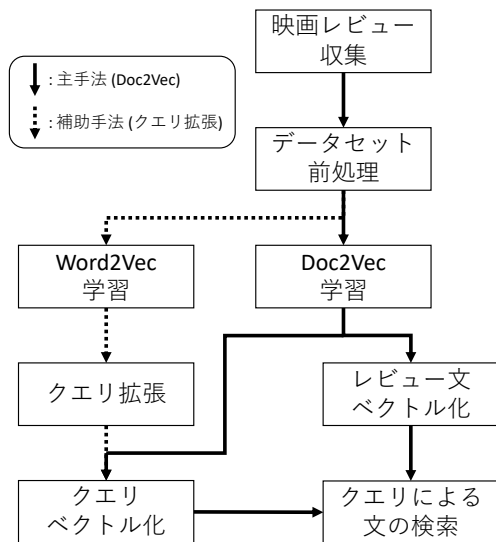 映画レビュー
収集
: 主手法 (Doc2Vec)
: 補助手法 (クエリ拡張)
データセット
前処理
Word2Vec
学習
Doc2Vec
学習
クエリ拡張
レビュー文
ベクトル化
クエリ
ベクトル化
クエリによる
文の検索